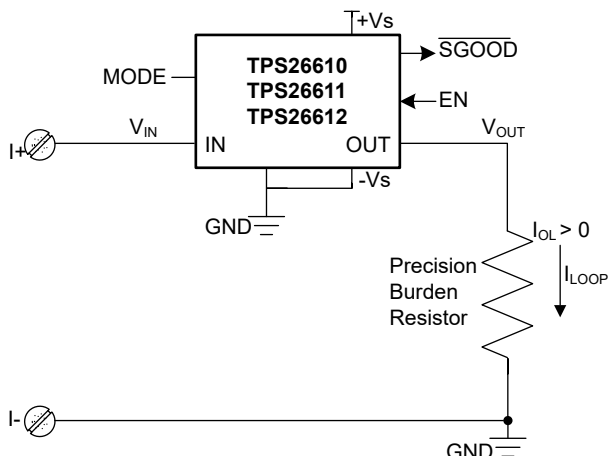 +Vs
SGOOD
MODE
TPS26610
TPS26611
TPS26612
EN
I+
VIN
IN
OUT
VOUT
-Vs
GND
IOL > 0
ILOOP
Precision
Burden
Resistor
I-
GND